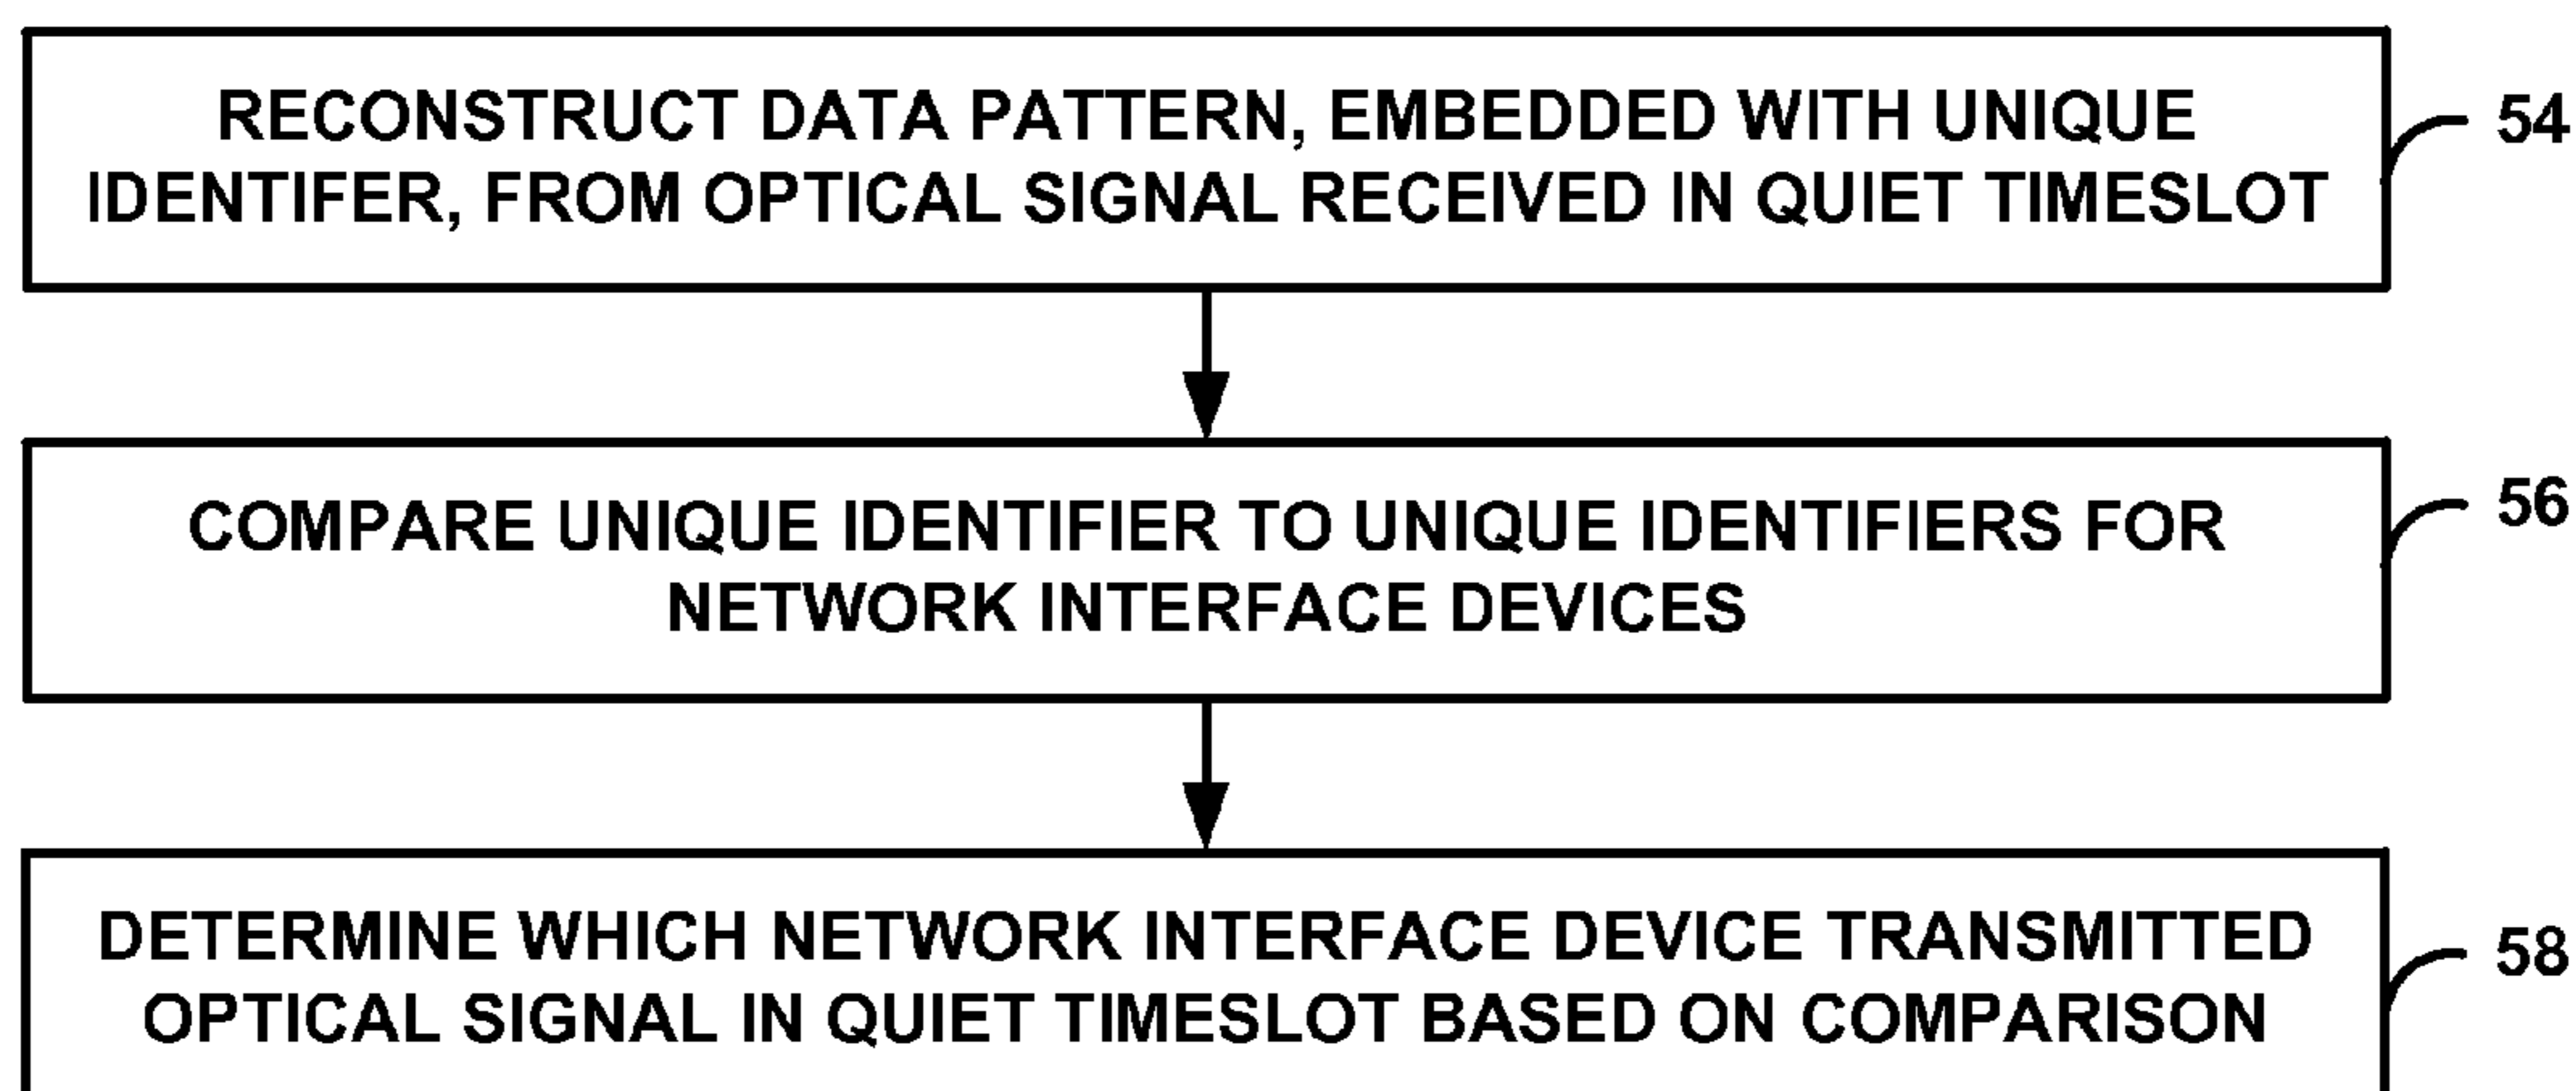 RECONSTRUCT DATA PATTERN, EMBEDDED WITH UNIQUE
IDENTIFER, FROM OPTICAL SIGNAL RECEIVED IN QUIET TIMESLOT
54
COMPARE UNIQUE IDENTIFIER TO UNIQUE IDENTIFIERS FOR
NETWORK INTERFACE DEVICES
56
DETERMINE WHICH NETWORK INTERFACE DEVICE TRANSMITTED
OPTICAL SIGNAL IN QUIET TIMESLOT BASED ON COMPARISON
58